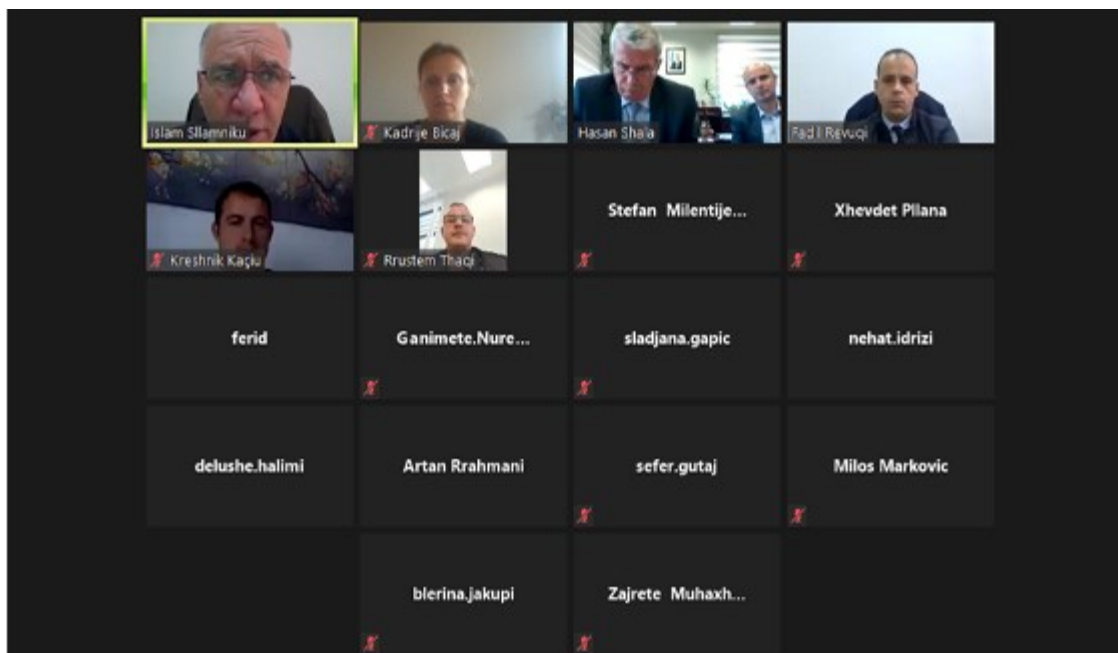 Islam Sllamniku
Kadrije Bicaj
Hasan Shala
Fadil Revuqi
Kreshnik Kaçiu
Rrustem Thaqi
Stefan Milentije...
Xhevdet Pllana
ferid
Ganimete.Nure...
sladjana.gapic
nehat.idrizi
delushe.halimi
Artan Rrahmani
sefer.gutaj
Milos Markovic
blerina.jakupi
Zajrete Muhaxh...